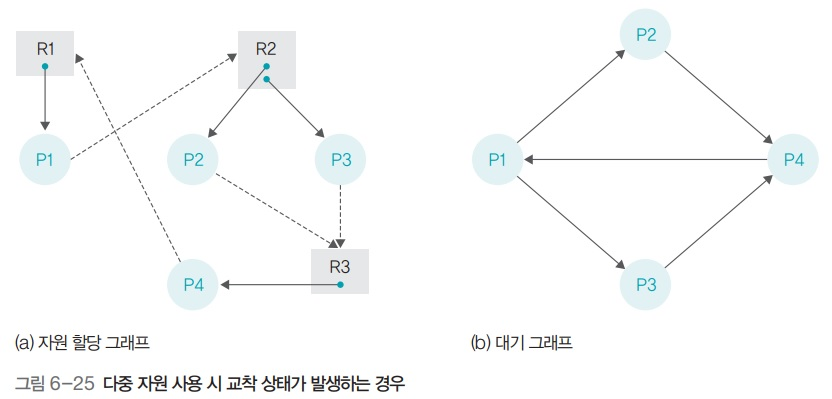 P2
R1
R2
P1
P2
P3
P1
P4
R3
P4
P3
(a) 자원 할당 그래프
(b) 대기 그래프
그림 6-25 다중 자원 사용 시 교착 상태가 발생하는 경우